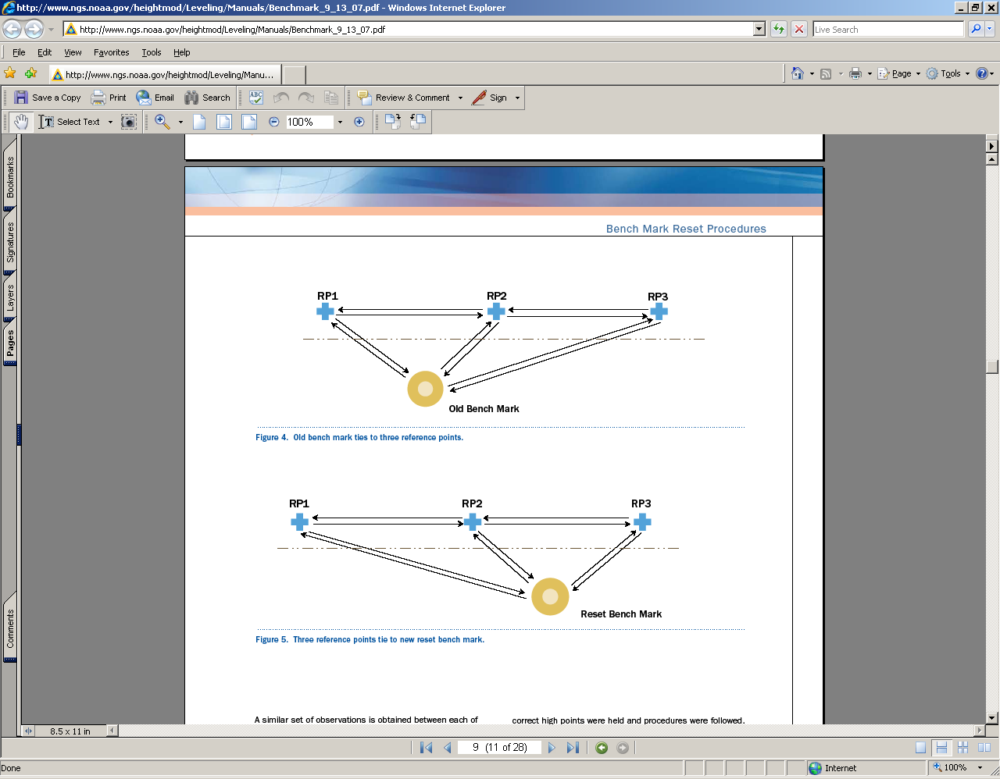 http://www.ngs.noaa.gov/heightmod/Leveling/Manuals/Benchmark_9_13_07.pdf - Windows Internet Explorer
http://www.ngs.noaa.gov/heightmod/Leveling/Manuals/Benchmark_9_13_07.pdf
Live Search
File Edit View Favorites Tools Help
http://www.ngs.noaa.gov/heightmod/Leveling/Manu...
Page Tools
Save a Copy Print Email Search Review & Comment Sign
Select Text 100%
Bookmarks
Signatures
Layers
Pages
Comments
Bench Mark Reset Procedures
RP1 RP2 RP3
Old Bench Mark
Figure 4. Old bench mark ties to three reference points.
RP1 RP2 RP3
Reset Bench Mark
Figure 5. Three reference points tie to new reset bench mark.
A similar set of observations is obtained between each of
correct high points were held and procedures were followed.
8.5 x 11 in
9 (11 of 28)
Done Internet 100%